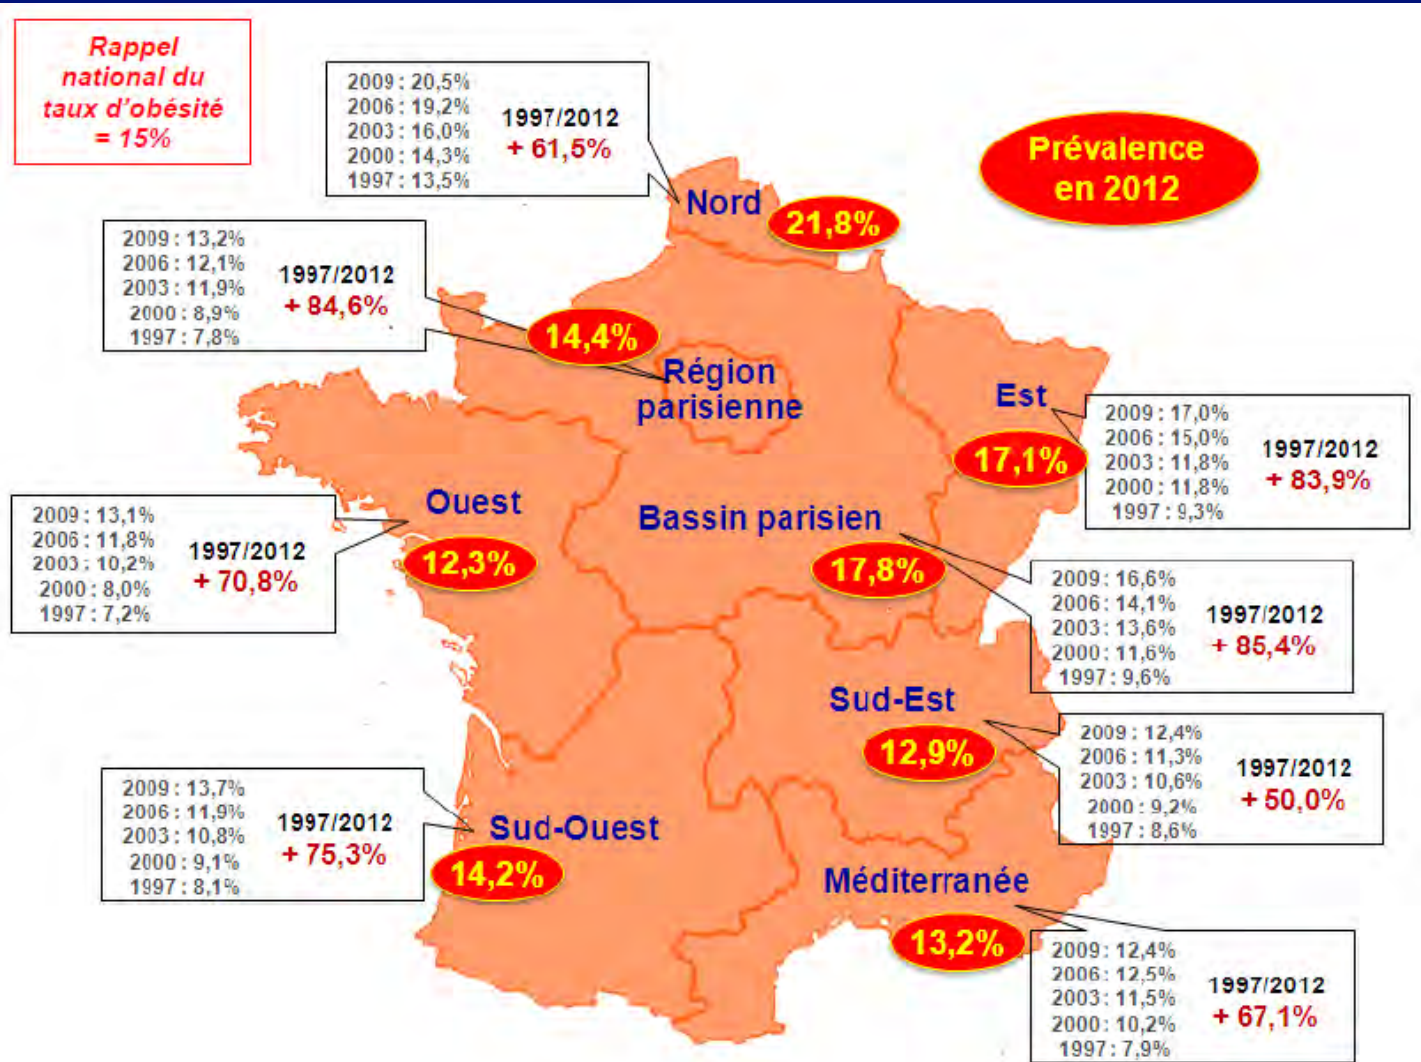 Rappel
national du
taux d'obésité
= 15%
2009 : 20,5%
2006 : 19,2%
2003 : 16,0%
2000 : 14,3%
1997 : 13,5%
1997/2012
+ 61,5%
Prévalence
en 2012
Nord
21,8%
2009 : 13,2%
2006 : 12,1%
2003 : 11,9%
2000 : 8,9%
1997 : 7,8%
1997/2012
+ 84,6%
14,4%
Région
parisienne
Est
17,1%
2009 : 17,0%
2006 : 15,0%
2003 : 11,8%
2000 : 11,8%
1997 : 9,3%
1997/2012
+ 83,9%
2009 : 13,1%
2006 : 11,8%
2003 : 10,2%
2000 : 8,0%
1997 : 7,2%
1997/2012
+ 70,8%
Ouest
12,3%
Bassin parisien
17,8%
2009 : 16,6%
2006 : 14,1%
2003 : 13,6%
2000 : 11,6%
1997 : 9,6%
1997/2012
+ 85,4%
Sud-Est
12,9%
2009 : 12,4%
2006 : 11,3%
2003 : 10,6%
2000 : 9,2%
1997 : 8,6%
1997/2012
+ 50,0%
2009 : 13,7%
2006 : 11,9%
2003 : 10,8%
2000 : 9,1%
1997 : 8,1%
1997/2012
+ 75,3%
Sud-Ouest
14,2%
Méditerranée
13,2%
2009 : 12,4%
2006 : 12,5%
2003 : 11,5%
2000 : 10,2%
1997 : 7,9%
1997/2012
+ 67,1%